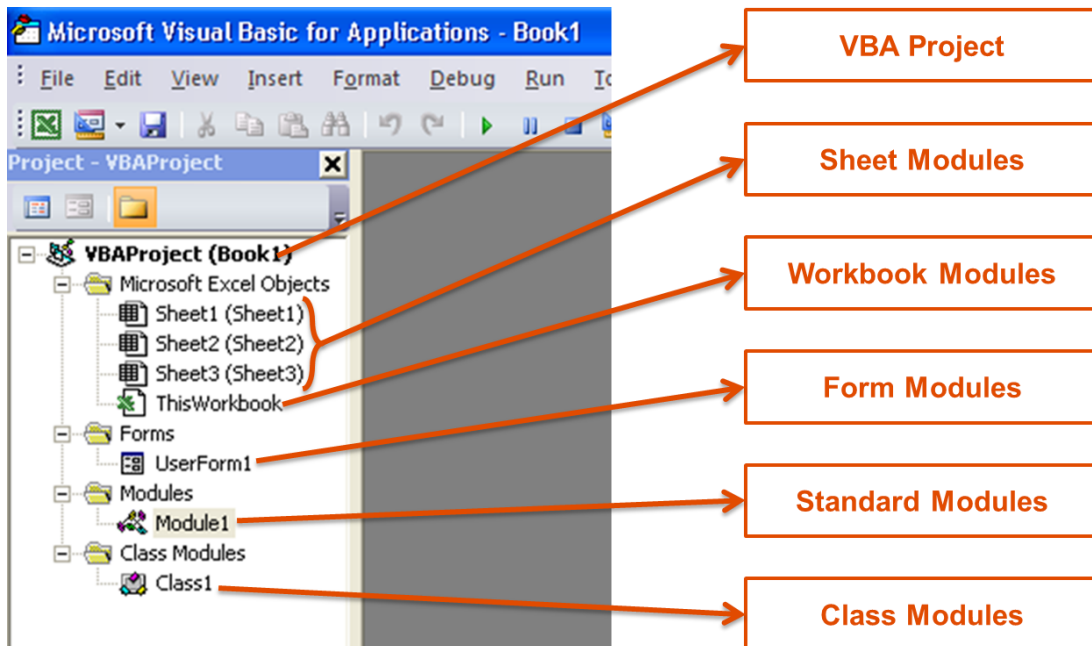 Microsoft Visual Basic for Applications - Book1
VBA Project
File Edit View Insert Format Debug Run
Sheet Modules
Project - VBAProject
VBAProject (Book1)
Workbook Modules
Microsoft Excel Objects
Sheet1 (Sheet1)
Sheet2 (Sheet2)
Sheet3 (Sheet3)
ThisWorkbook
Form Modules
Forms
UserForm1
Modules
Standard Modules
Module1
Class Modules
Class1
Class Modules